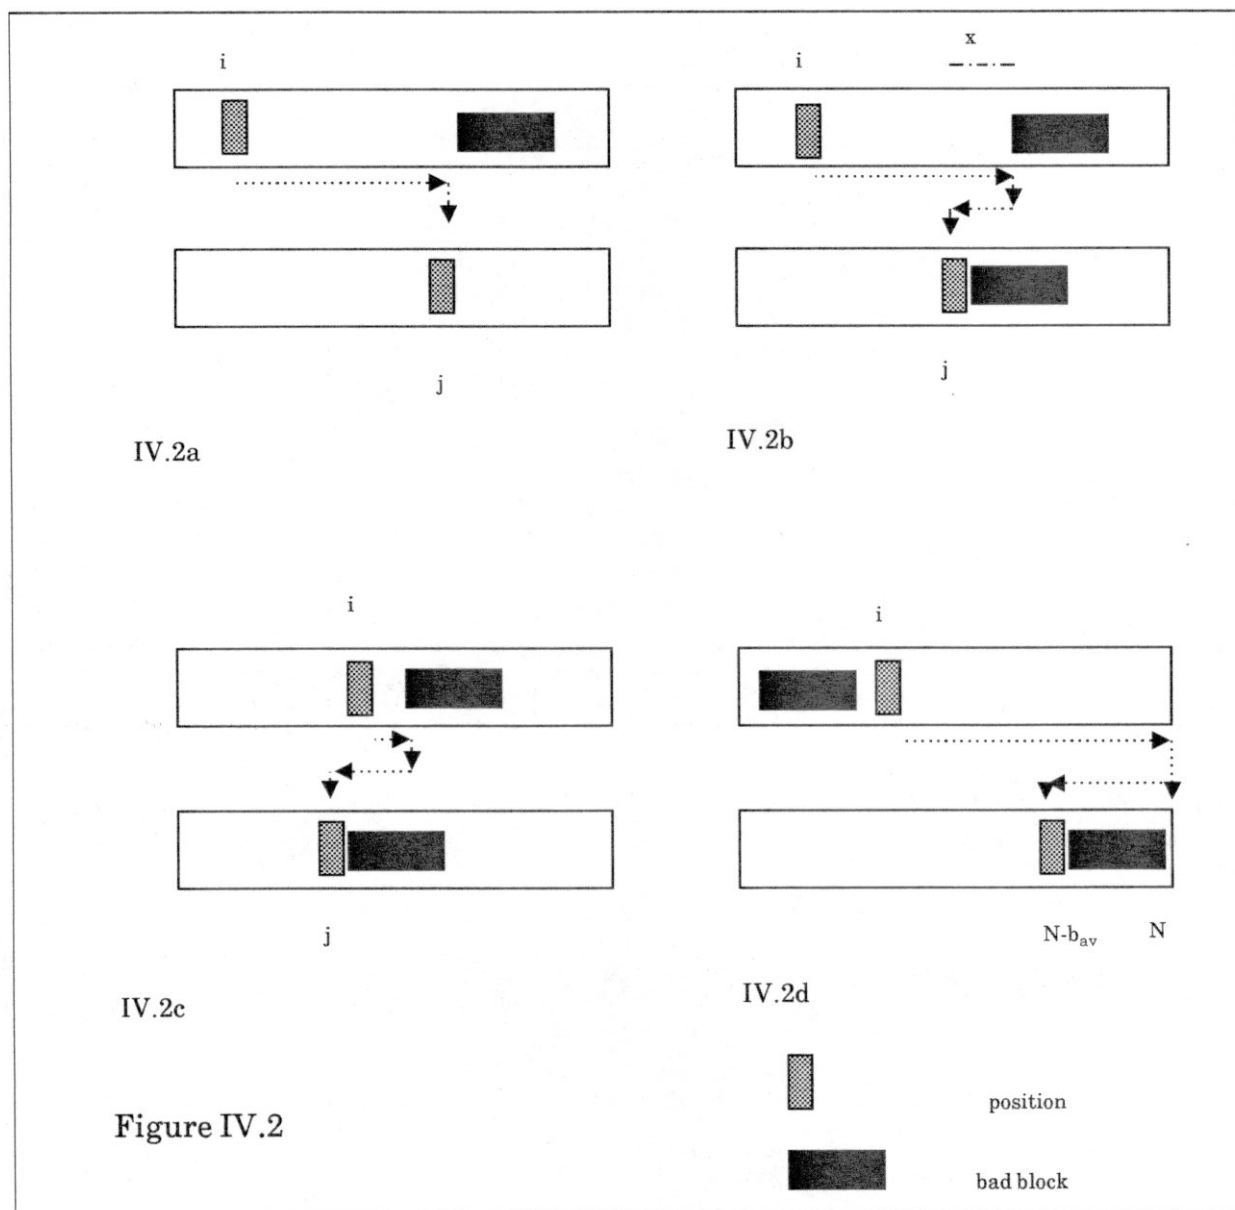 i
j
IV.2a
x
i
j
IV.2b
i
j
IV.2c
i
N-b_av N
IV.2d
position
bad block
Figure IV.2